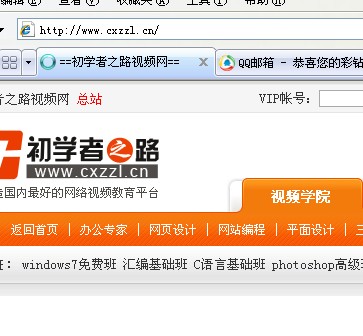 查看(V) 收藏夹(A) 工具(T) 帮助(H)
http://www.cxzzl.cn/
==初学者之路视频网== QQ邮箱 - 恭喜您的彩钻
者之路视频网 总站 VIP帐号：
初学者之路
www.cxzzl.cn
造国内最好的网络视频教育平台
视频学院
返回首页 办公专家 网页设计 网站编程 平面设计 三
班： windows7免费班 汇编基础班 C语言基础班 photoshop高级班